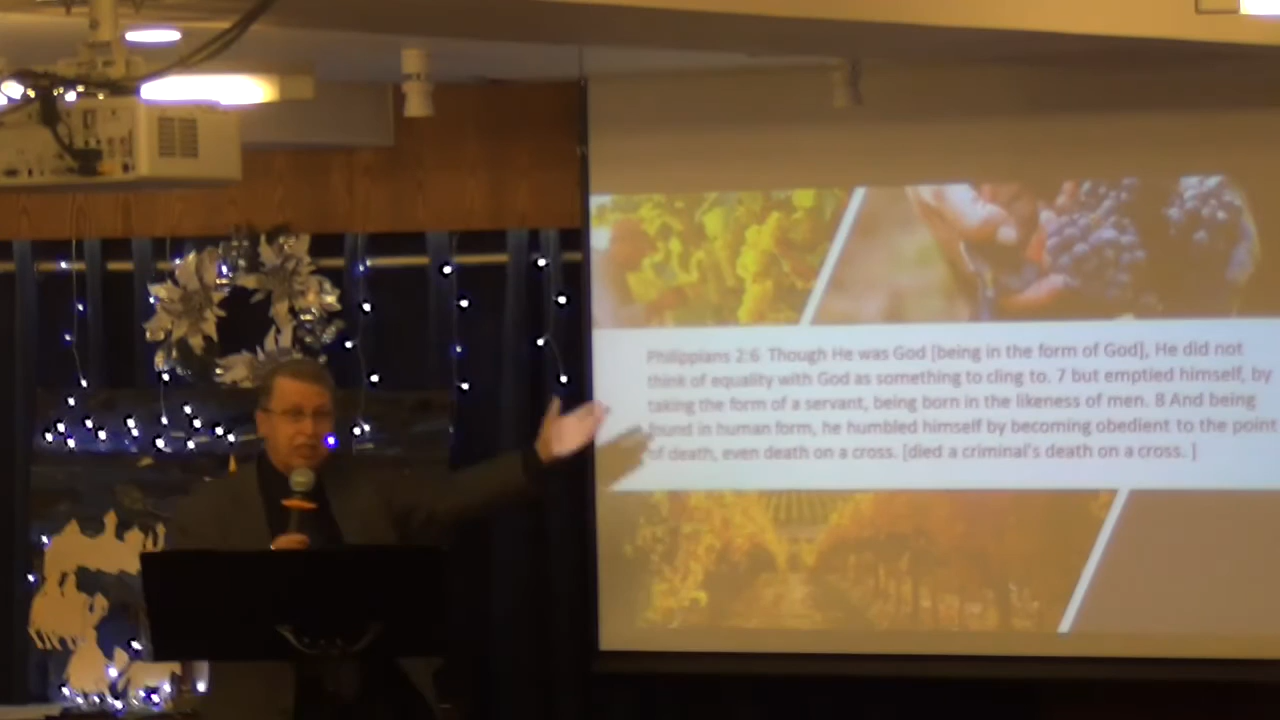 Philippians 2:6 Though He was God [being in the form of God], He did not
think of equality with God as something to cling to. 7 but emptied himself, by
taking the form of a servant, being born in the likeness of men. 8 And being
found in human form, he humbled himself by becoming obedient to the point
of death, even death on a cross. [died a criminal's death on a cross. ]